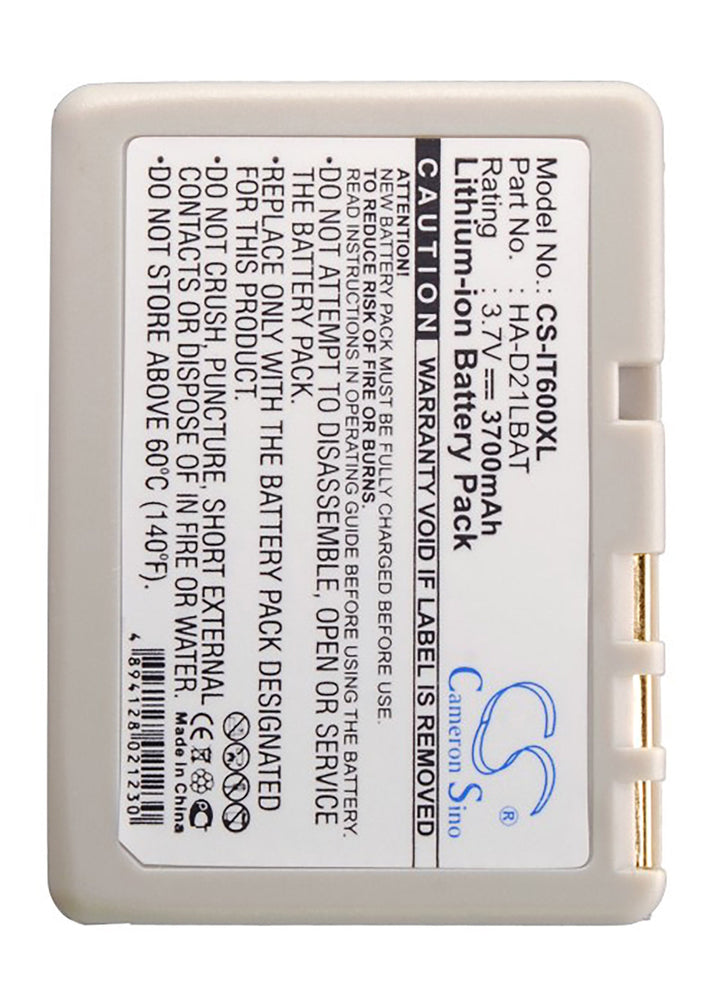 Model No.: CS-IT600XL
Part No. : HA-D21LBAT
Rating : 3.7V 3700mAh
Lithium-ion Battery Pack
CS ®
Cameron Sino
CAUTION WARRANTY VOID IF LABEL IS REMOVED
ATTENTION!
NEW BATTERY PACK MUST BE FULLY CHARGED BEFORE USE
TO REDUCE RISK OF FIRE OR BURNS.
READ INSTRUCTIONS IN OPERATING GUIDE BEFORE USING THE BATTERY.
•DO NOT ATTEMPT TO DISASSEMBLE, OPEN OR SERVICE
THE BATTERY PACK.
•REPLACE ONLY WITH THE BATTERY PACK DESIGNATED
FOR THIS PRODUCT.
•DO NOT CRUSH, PUNCTURE, SHORT EXTERNAL
CONTACTS OR DISPOSE OF IN FIRE OR WATER.
•DO NOT STORE ABOVE 60°C (140°F).
CE
Made in China
4 894128 021230